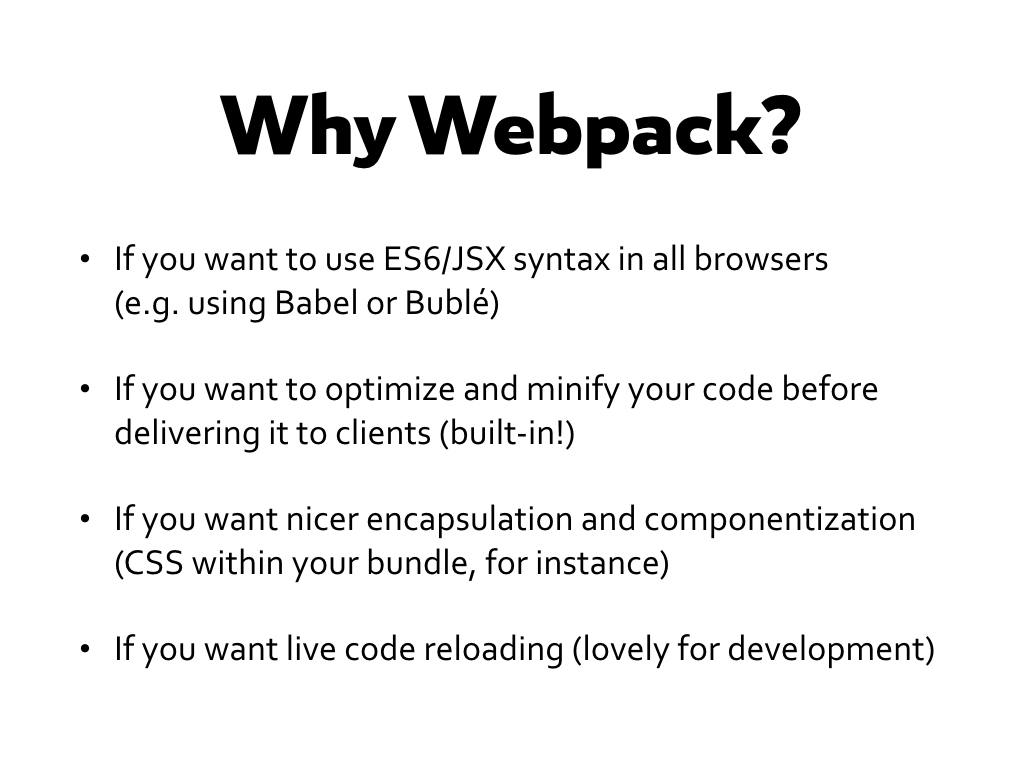 Why Webpack?
• If you want to use ES6/JSX syntax in all browsers
(e.g. using Babel or Bublé)
• If you want to optimize and minify your code before
delivering it to clients (built-in!)
• If you want nicer encapsulation and componentization
(CSS within your bundle, for instance)
• If you want live code reloading (lovely for development)